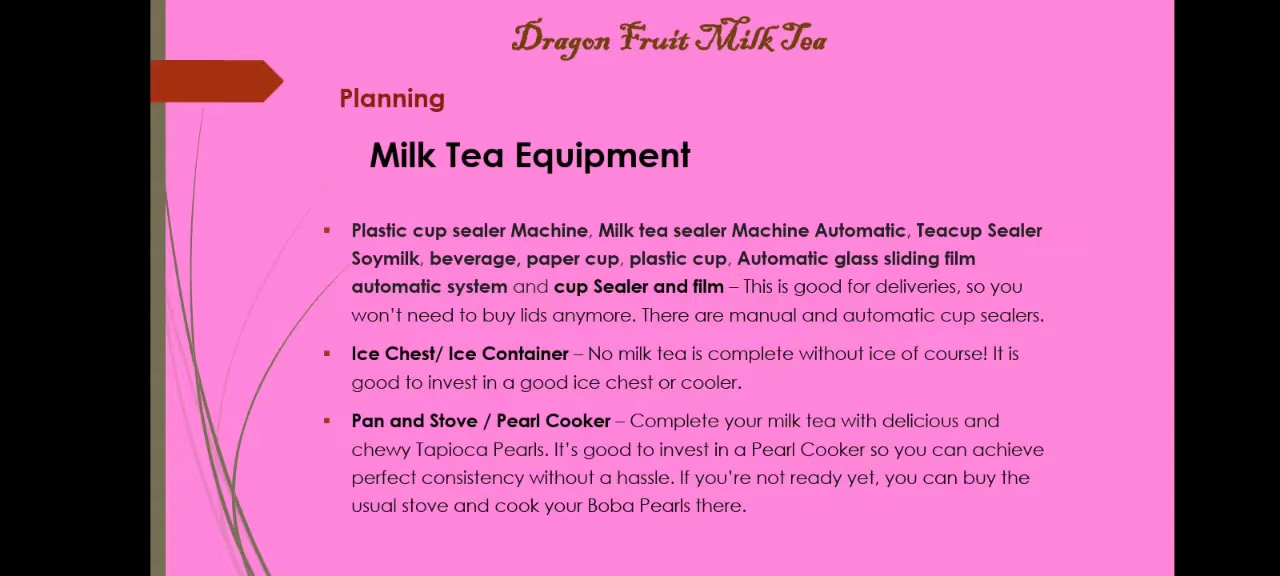 Dragon Fruit Milk Tea
Planning
Milk Tea Equipment
▪ Plastic cup sealer Machine, Milk tea sealer Machine Automatic, Teacup Sealer
Soymilk, beverage, paper cup, plastic cup, Automatic glass sliding film
automatic system and cup Sealer and film – This is good for deliveries, so you
won't need to buy lids anymore. There are manual and automatic cup sealers.
▪ Ice Chest/ Ice Container – No milk tea is complete without ice of course! It is
good to invest in a good ice chest or cooler.
▪ Pan and Stove / Pearl Cooker – Complete your milk tea with delicious and
chewy Tapioca Pearls. It's good to invest in a Pearl Cooker so you can achieve
perfect consistency without a hassle. If you're not ready yet, you can buy the
usual stove and cook your Boba Pearls there.